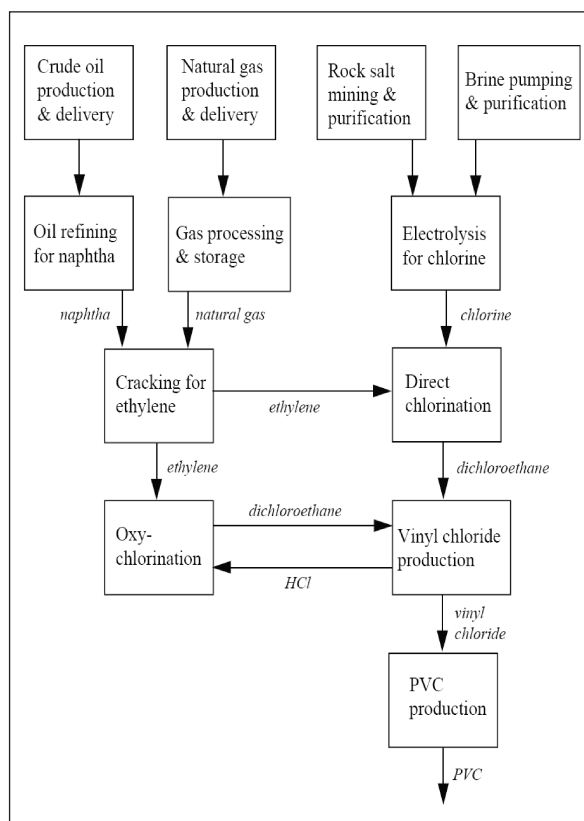 Crude oil
production
& delivery
Natural gas
production
& delivery
Rock salt
mining &
purification
Brine pumping
& purification
Oil refining
for naphtha
Gas processing
& storage
Electrolysis
for chlorine
naphtha
natural gas
chlorine
Cracking for
ethylene
ethylene
Direct
chlorination
ethylene
dichloroethane
Oxy-
chlorination
dichloroethane
HCl
Vinyl chloride
production
vinyl
chloride
PVC
production
PVC